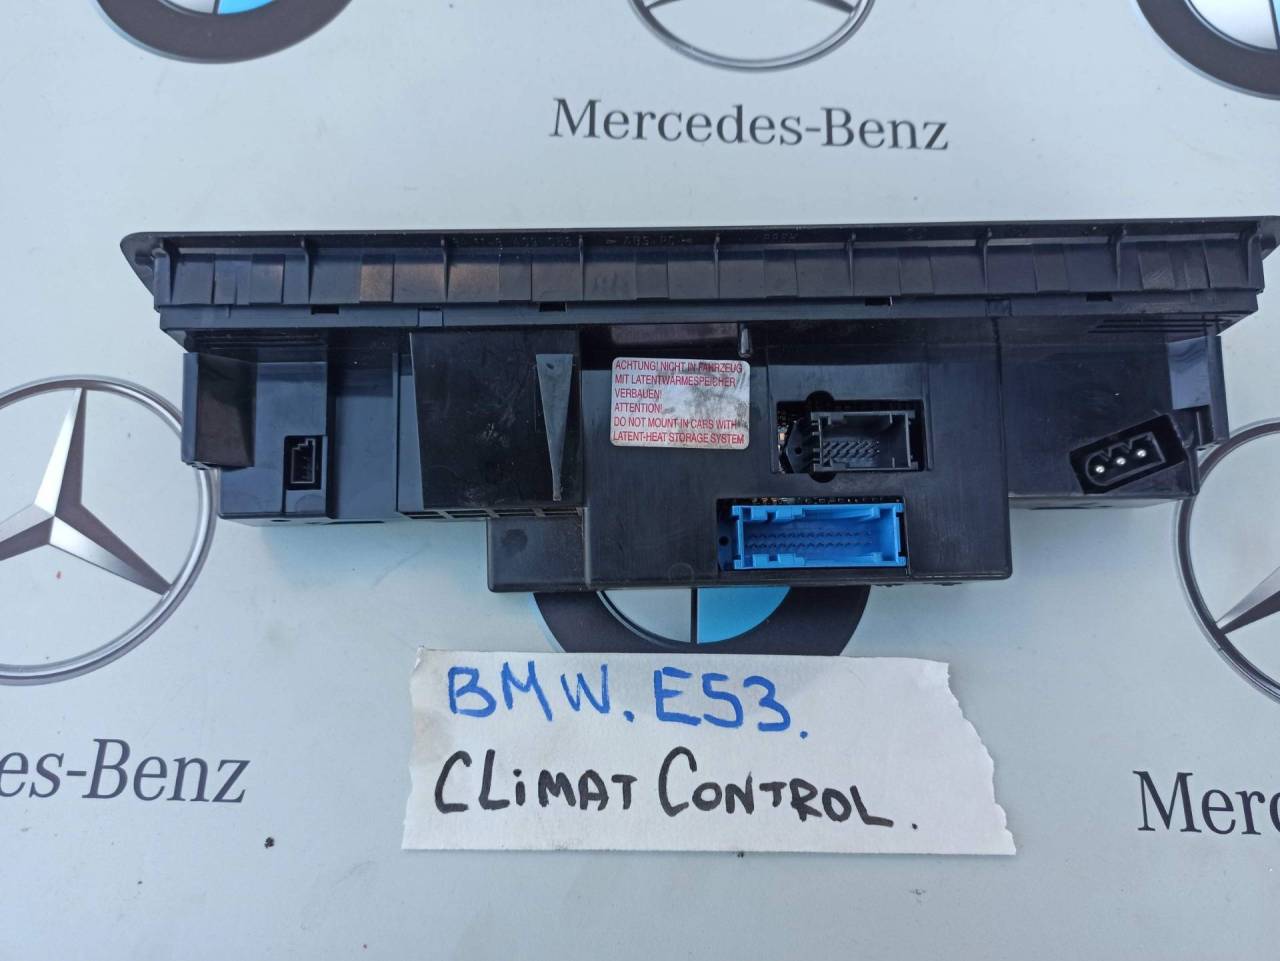 Mercedes-Benz
ACHTUNG! NICHT IN FAHRZEUG
MIT LATENTWÄRMESPEICHER
VERBAUEN!
ATTENTION!
DO NOT MOUNT IN CARS WITH
LATENT-HEAT STORAGE SYSTEM
BMW. E53.
CLiMAT CONTROL.
es-Benz
Merc